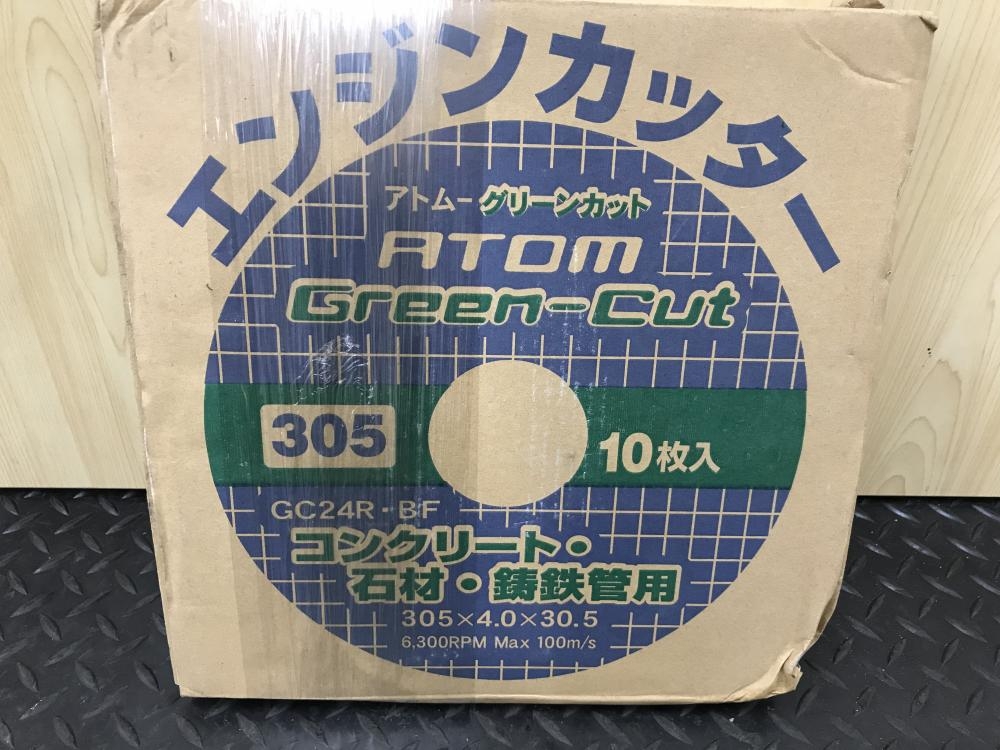 エンジンカッター
アトムーグリーンカット
ATOM
Green-Cut
305
10枚入
GC24R-BF
コンクリート・
石材・鋳鉄管用
305×4.0×30.5
6,300RPM Max 100m/s